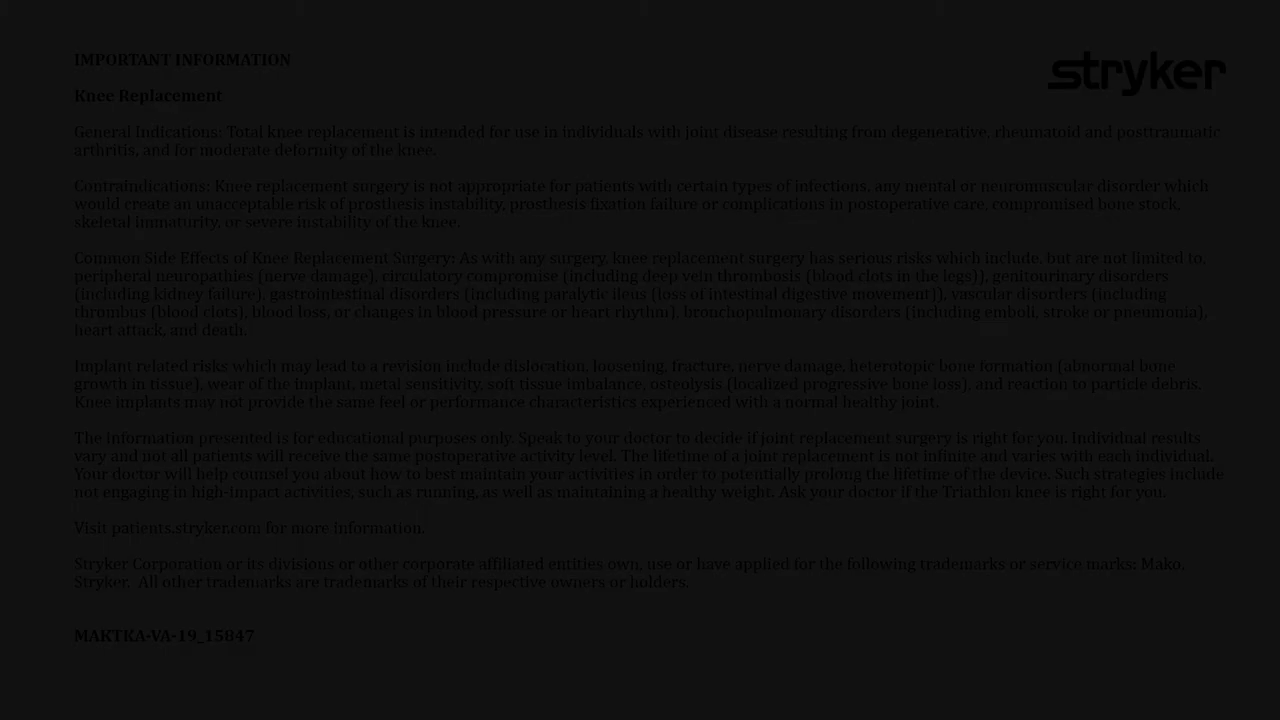 IMPORTANT INFORMATION
stryker
Knee Replacement
General Indications: Total knee replacement is intended for use in individuals with joint disease resulting from degenerative, rheumatoid and posttraumatic
arthritis, and for moderate deformity of the knee.
Contraindications: Knee replacement surgery is not appropriate for patients with certain types of infections, any mental or neuromuscular disorder which
would create an unacceptable risk of prosthesis instability, prosthesis fixation failure or complications in postoperative care, compromised bone stock,
skeletal immaturity, or severe instability of the knee.
Common Side Effects of Knee Replacement Surgery: As with any surgery, knee replacement surgery has serious risks which include, but are not limited to,
peripheral neuropathies (nerve damage), circulatory compromise (including deep vein thrombosis (blood clots in the legs)), genitourinary disorders
(including kidney failure), gastrointestinal disorders (including paralytic ileus (loss of intestinal digestive movement)), vascular disorders (including
thrombus (blood clots), blood loss, or changes in blood pressure or heart rhythm), bronchopulmonary disorders (including emboli, stroke or pneumonia),
heart attack, and death.
Implant related risks which may lead to a revision include dislocation, loosening, fracture, nerve damage, heterotopic bone formation (abnormal bone
growth in tissue), wear of the implant, metal sensitivity, soft tissue imbalance, osteolysis (localized progressive bone loss), and reaction to particle debris.
Knee implants may not provide the same feel or performance characteristics experienced with a normal healthy joint.
The information presented is for educational purposes only. Speak to your doctor to decide if joint replacement surgery is right for you. Individual results
vary and not all patients will receive the same postoperative activity level. The lifetime of a joint replacement is not infinite and varies with each individual.
Your doctor will help counsel you about how to best maintain your activities in order to potentially prolong the lifetime of the device. Such strategies include
not engaging in high-impact activities, such as running, as well as maintaining a healthy weight. Ask your doctor if the Triathlon knee is right for you.
Visit patients.stryker.com for more information.
Stryker Corporation or its divisions or other corporate affiliated entities own, use or have applied for the following trademarks or service marks: Mako,
Stryker. All other trademarks are trademarks of their respective owners or holders.
MAKTKA-VA-19_15847